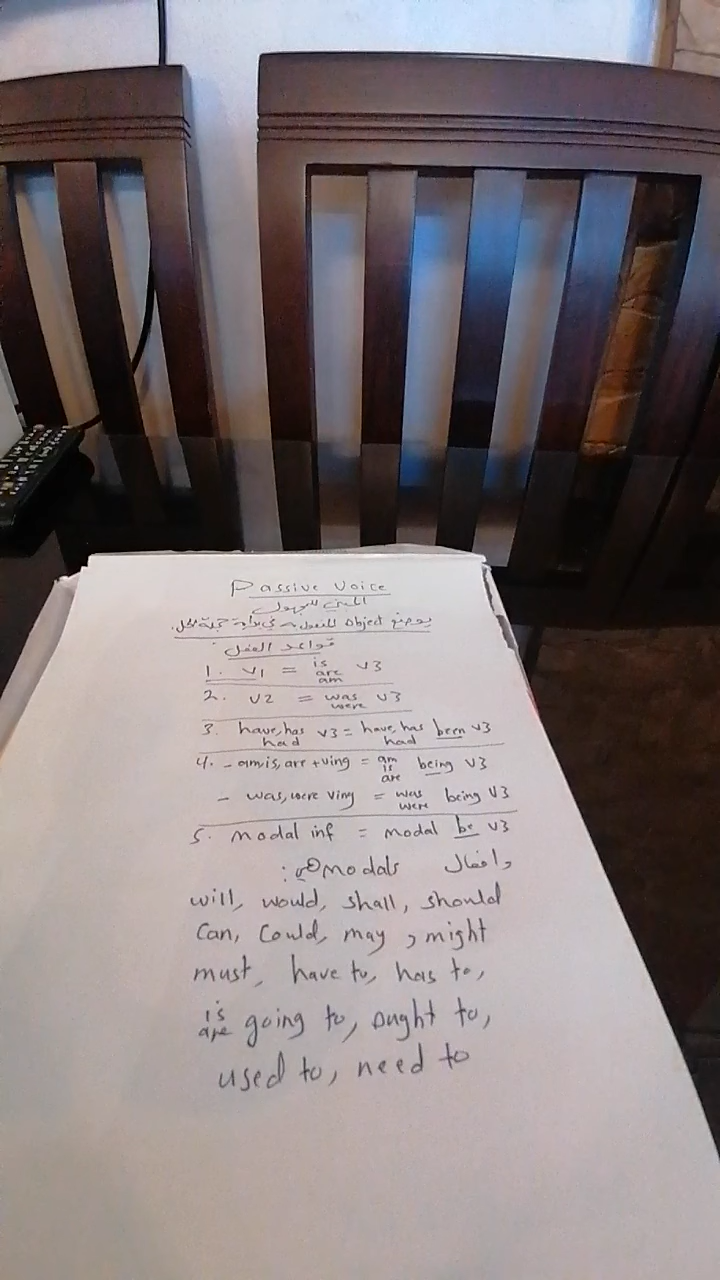 Passive Voice
المبني للمجهول
يوضع object المفعول به في بداية جملة
قواعد الفعل:
1. V1 = is are am V3
2. V2 = was were V3
3. have, has had V3 = have, has had been V3
4. - am, is, are + ving = am is are being V3
- was, were ving = was were being V3
5. modal inf = modal be V3
وافعال modals هي:
will, would, shall, should
Can, Could, may, might
must, have to, has to,
is are going to, ought to,
used to, need to